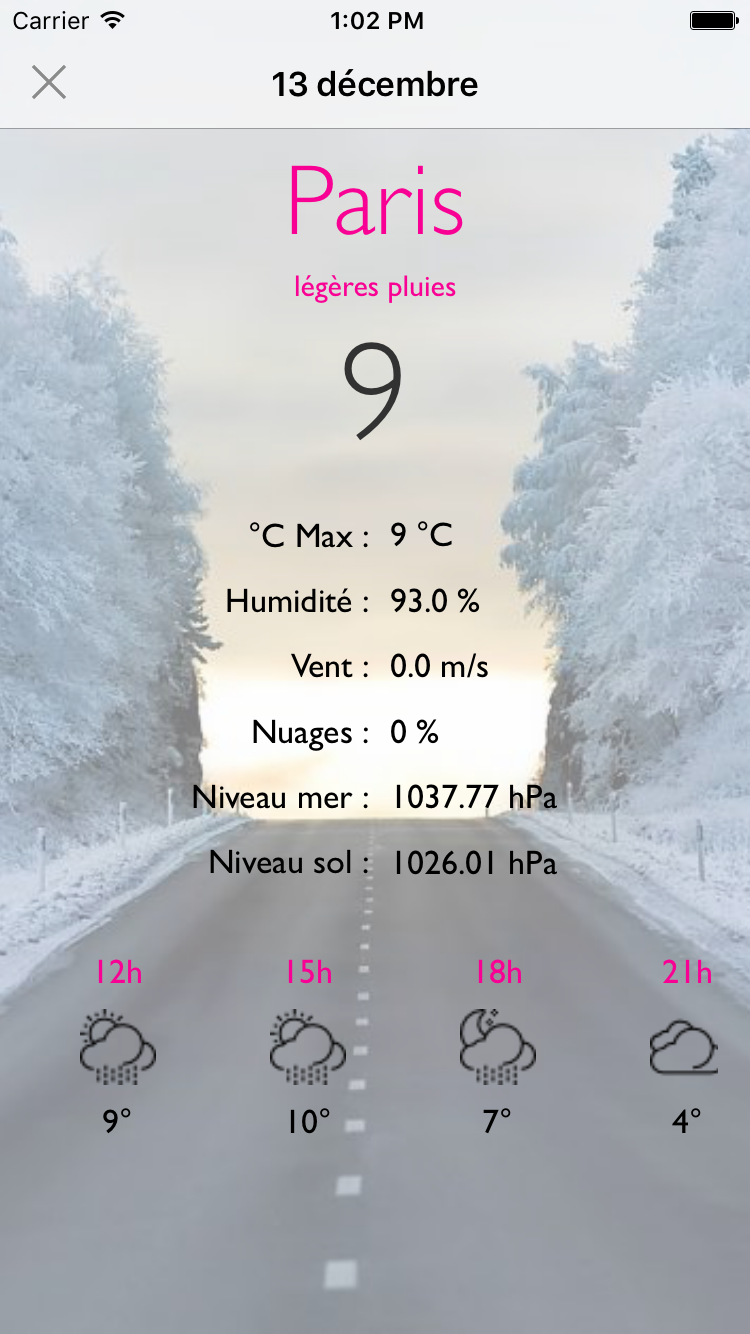 Carrier 1:02 PM
13 décembre
Paris
légères pluies
9
°C Max : 9 °C
Humidité : 93.0 %
Vent : 0.0 m/s
Nuages : 0 %
Niveau mer : 1037.77 hPa
Niveau sol : 1026.01 hPa
12h 15h 18h 21h
9° 10° 7° 4°